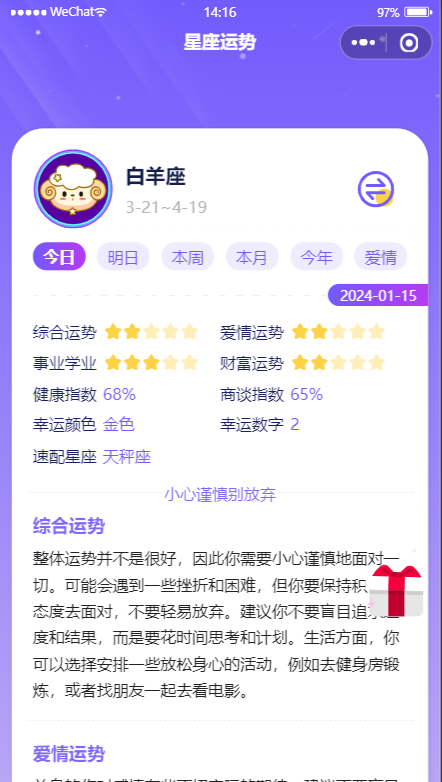 WeChat 14:16 97%
星座运势
白羊座
3-21~4-19
今日 明日 本周 本月 今年 爱情
2024-01-15
综合运势 爱情运势
事业学业 财富运势
健康指数 68% 商谈指数 65%
幸运颜色 金色 幸运数字 2
速配星座 天秤座
小心谨慎别放弃
综合运势
整体运势并不是很好，因此你需要小心谨慎地面对一
切。可能会遇到一些挫折和困难，但你要保持积
态度去面对，不要轻易放弃。建议你不要盲目追求
度和结果，而是要花时间思考和计划。生活方面，你
可以选择安排一些放松身心的活动，例如去健身房锻
炼，或者找朋友一起去看电影。
爱情运势